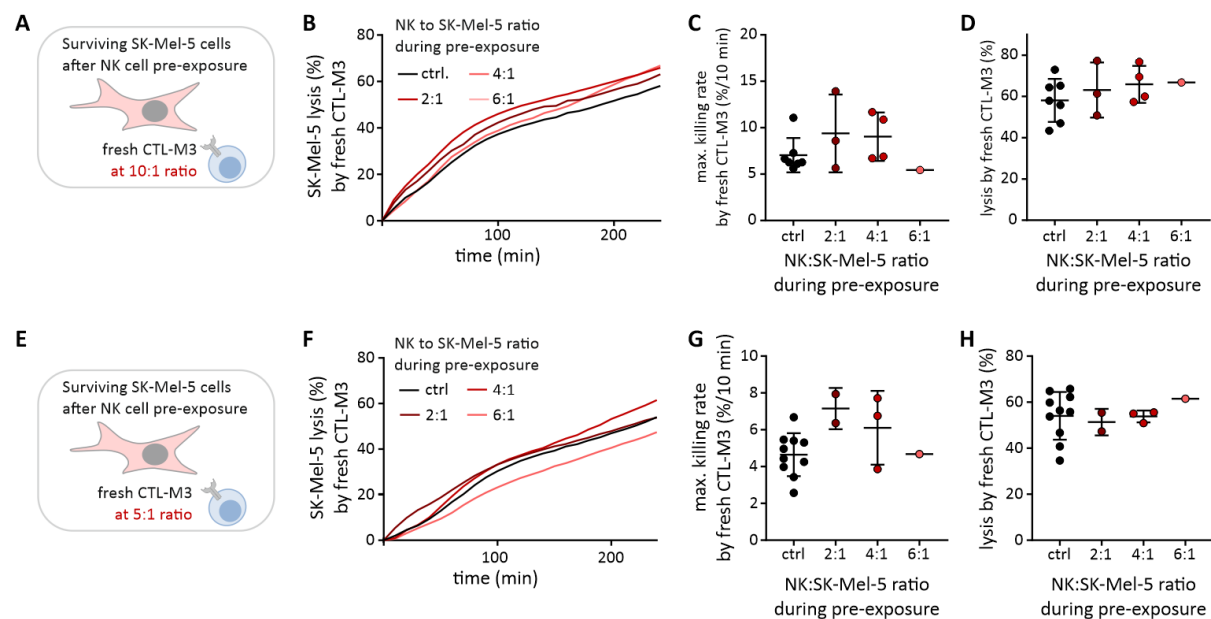 A
Surviving SK-Mel-5 cells
after NK cell pre-exposure
fresh CTL-M3
at 10:1 ratio
B
NK to SK-Mel-5 ratio
during pre-exposure
ctrl.
4:1
2:1
6:1
SK-Mel-5 lysis (%)
by fresh CTL-M3
80
60
40
20
0
100
200
time (min)
C
max. killing rate
by fresh CTL-M3 (%/10 min)
20
15
10
5
0
ctrl
2:1
4:1
6:1
NK:SK-Mel-5 ratio
during pre-exposure
D
lysis by fresh CTL-M3 (%)
80
60
40
20
0
ctrl
2:1
4:1
6:1
NK:SK-Mel-5 ratio
during pre-exposure
E
Surviving SK-Mel-5 cells
after NK cell pre-exposure
fresh CTL-M3
at 5:1 ratio
F
NK to SK-Mel-5 ratio
during pre-exposure
ctrl
4:1
2:1
6:1
SK-Mel-5 lysis (%)
by fresh CTL-M3
80
60
40
20
0
100
200
time (min)
G
max. killing rate
by fresh CTL-M3 (%/10 min)
10
8
6
4
2
0
ctrl
2:1
4:1
6:1
NK:SK-Mel-5 ratio
during pre-exposure
H
lysis by fresh CTL-M3 (%)
80
60
40
20
0
ctrl
2:1
4:1
6:1
NK:SK-Mel-5 ratio
during pre-exposure